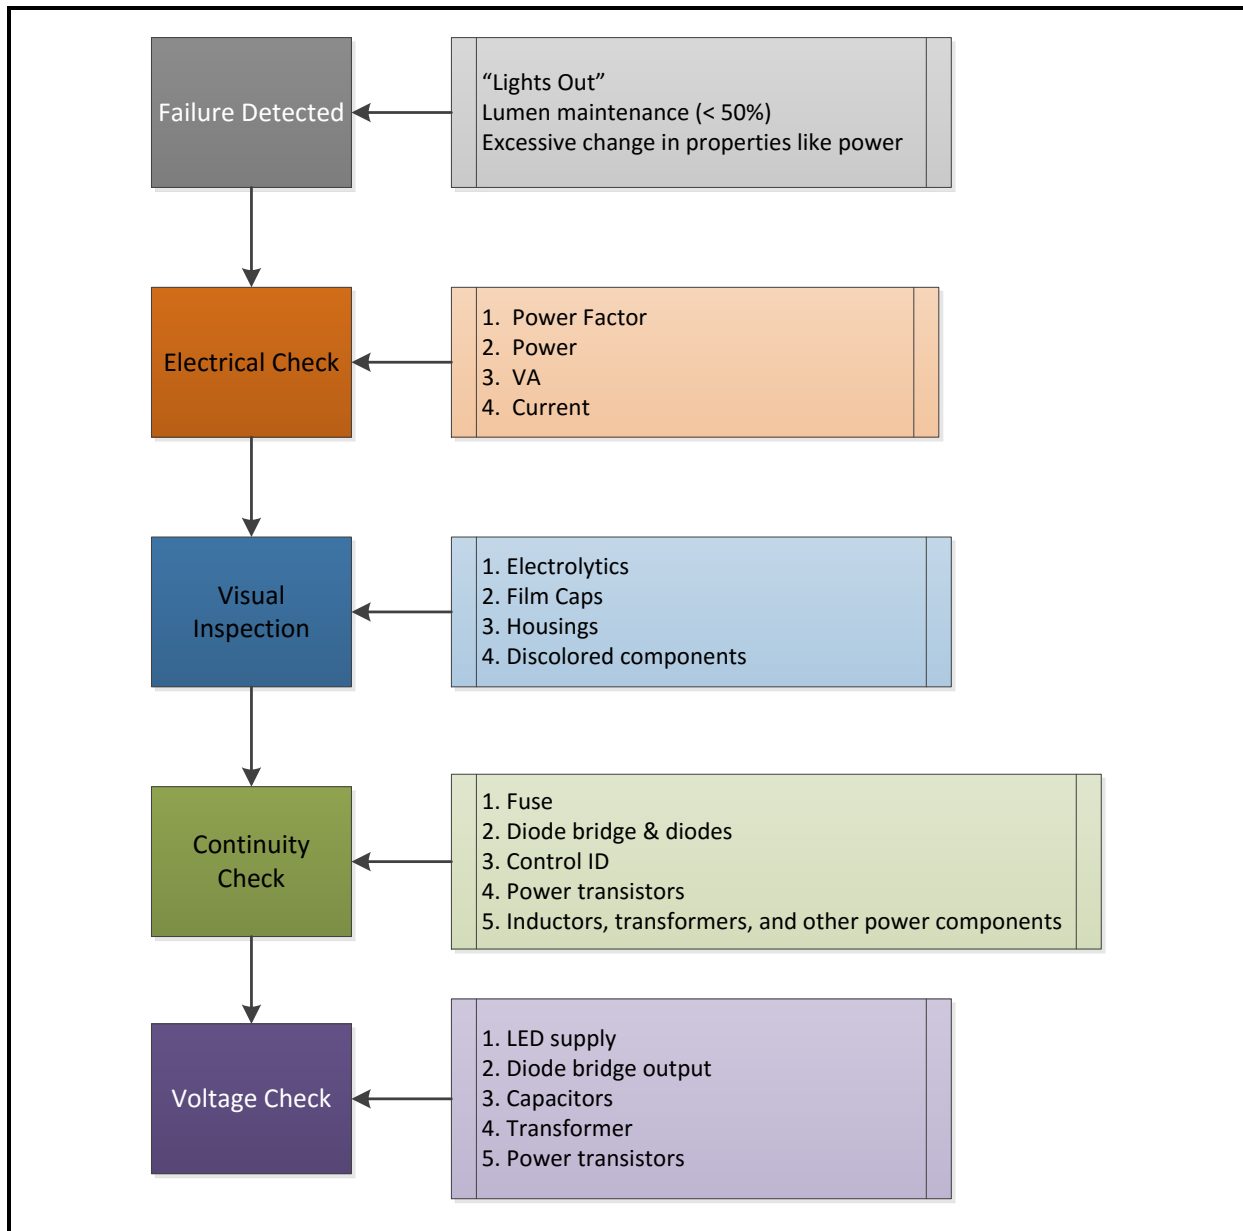 Failure Detected
“Lights Out”
Lumen maintenance (< 50%)
Excessive change in properties like power
Electrical Check
1.  Power Factor
2.  Power
3.  VA
4.  Current
Visual
Inspection
1. Electrolytics
2. Film Caps
3. Housings
4. Discolored components
Continuity
Check
1. Fuse
2. Diode bridge & diodes
3. Control ID
4. Power transistors
5. Inductors, transformers, and other power components
Voltage Check
1. LED supply
2. Diode bridge output
3. Capacitors
4. Transformer
5. Power transistors